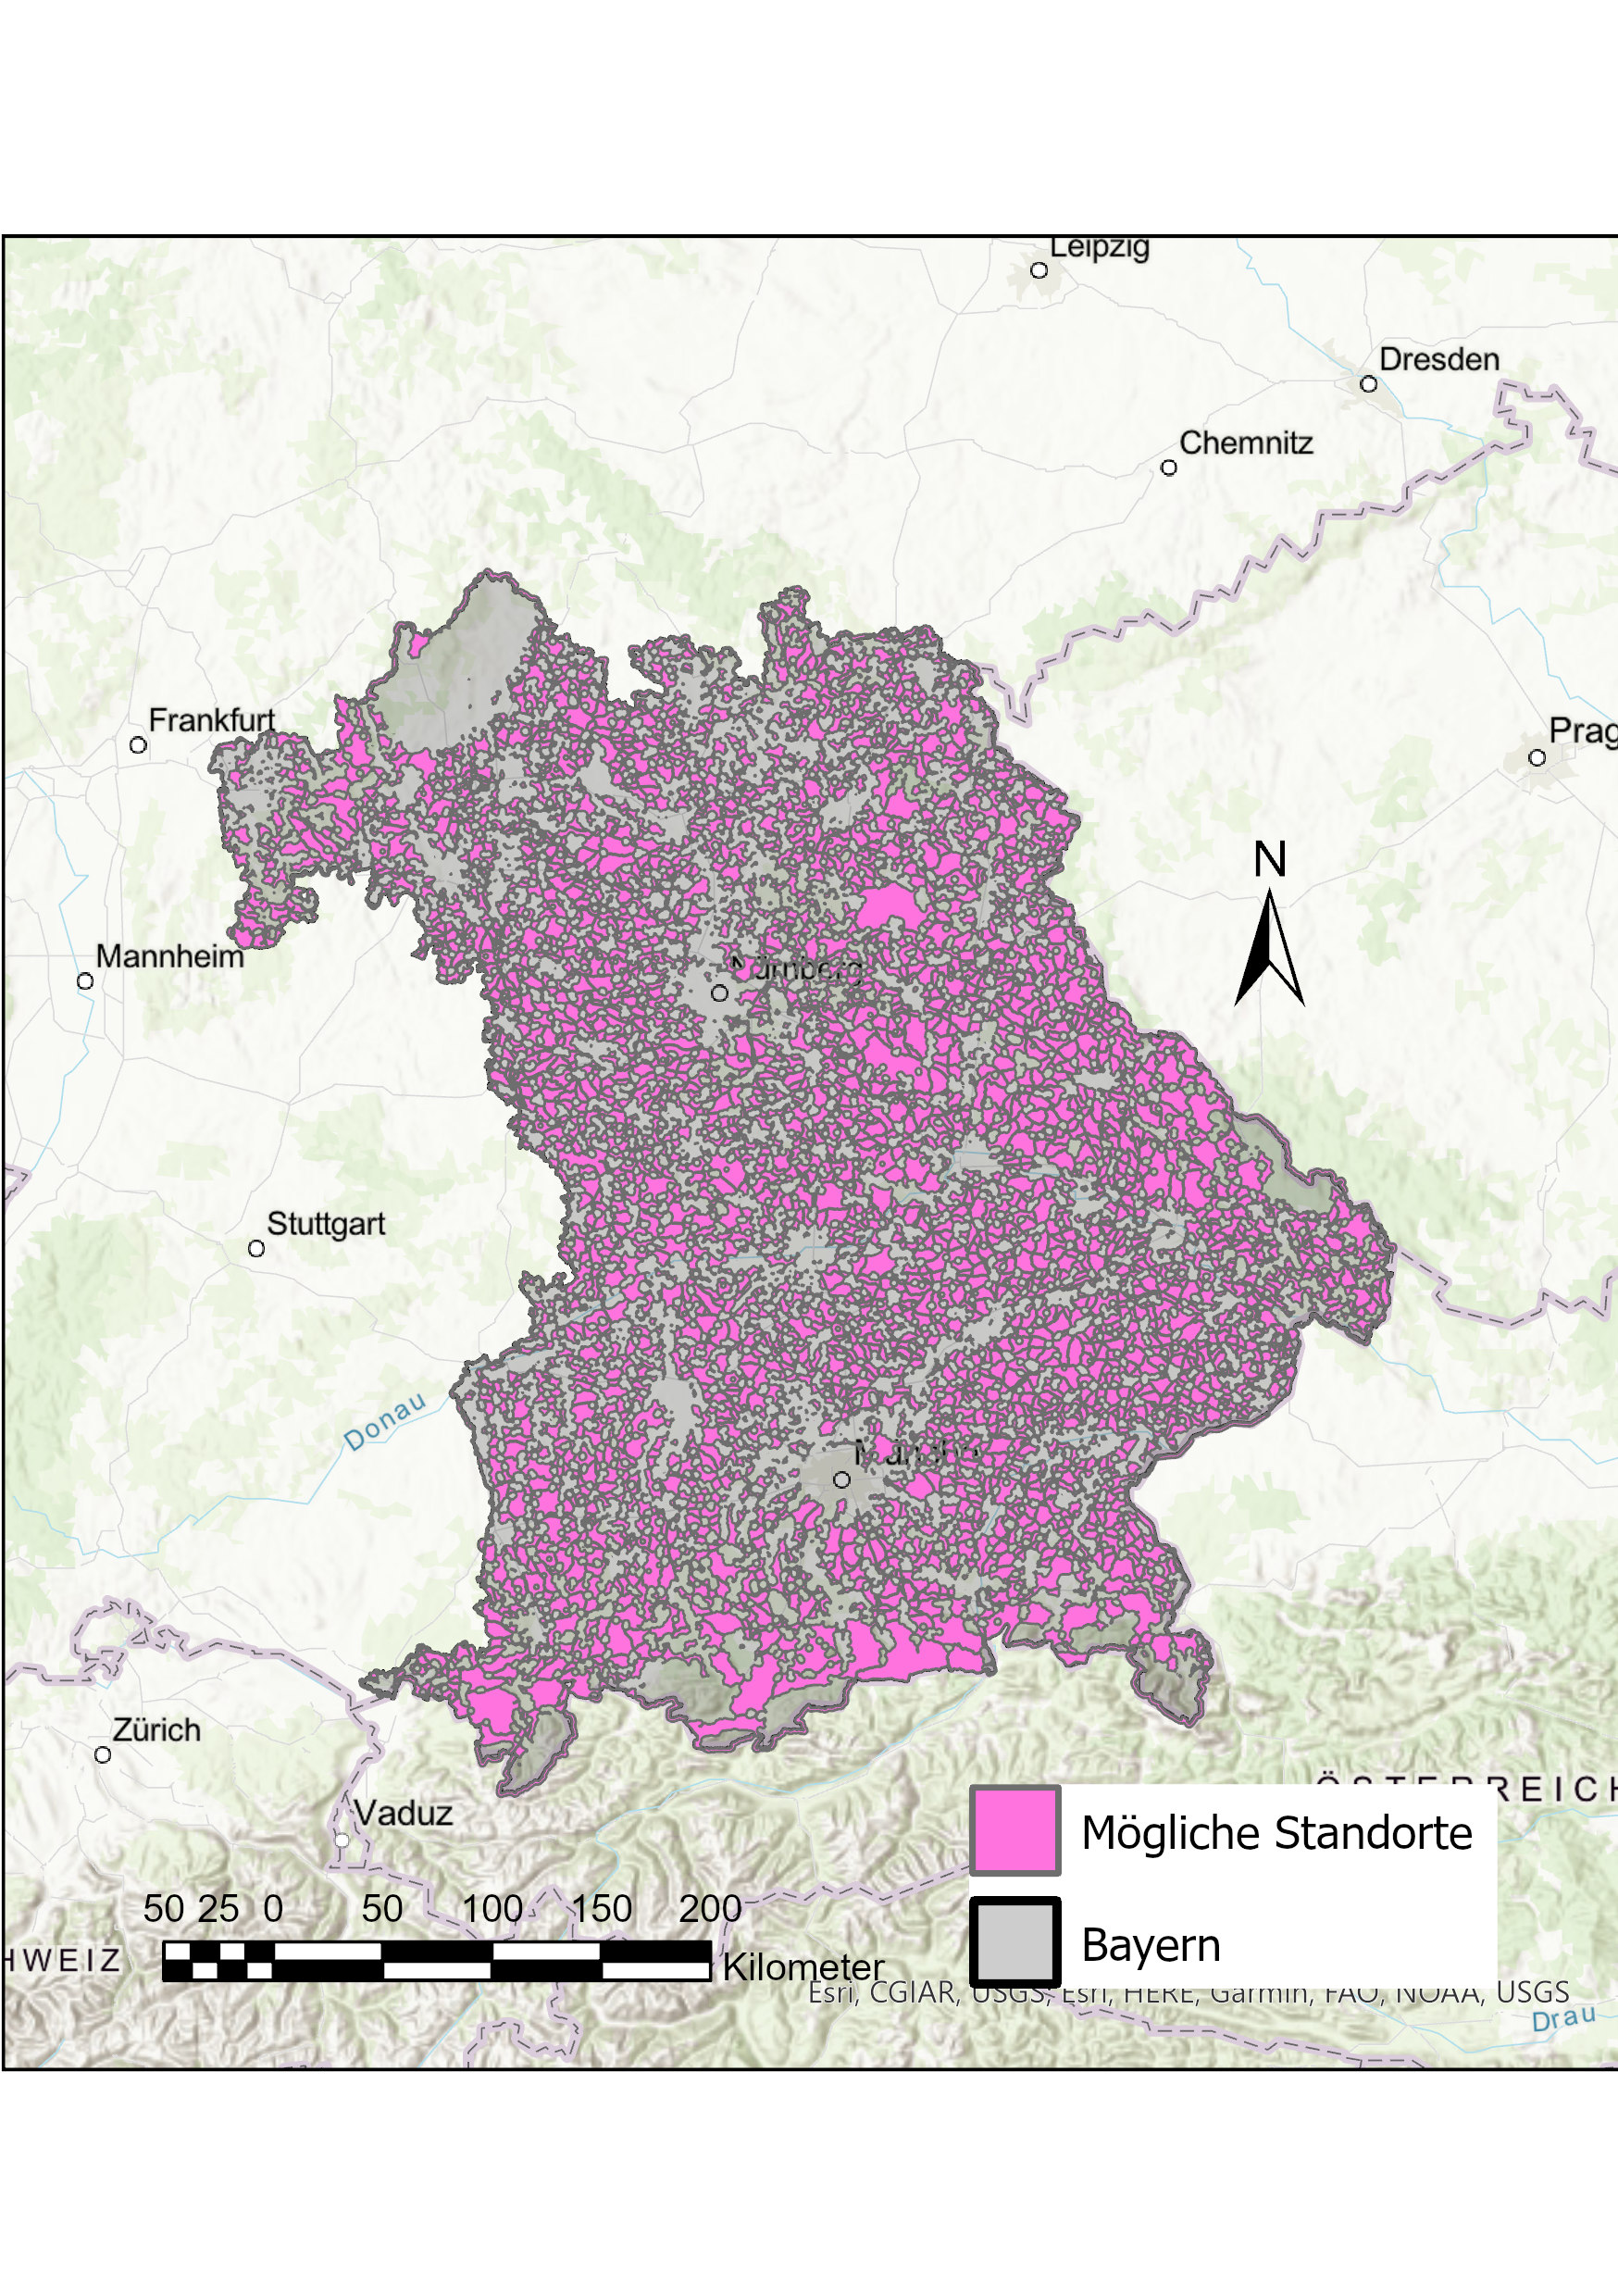 Leipzig
Dresden
Chemnitz
Frankfurt
Prag
N
Mannheim
Nürnberg
Stuttgart
Donau
Zürich
ÖSTERREICH
Vaduz
Mögliche Standorte
50 25 0 50 100 150 200
Bayern
HWEIZ
Kilometer
Esri, CGIAR, USGS, Esri, HERE, Garmin, FAO, NOAA, USGS
Drau